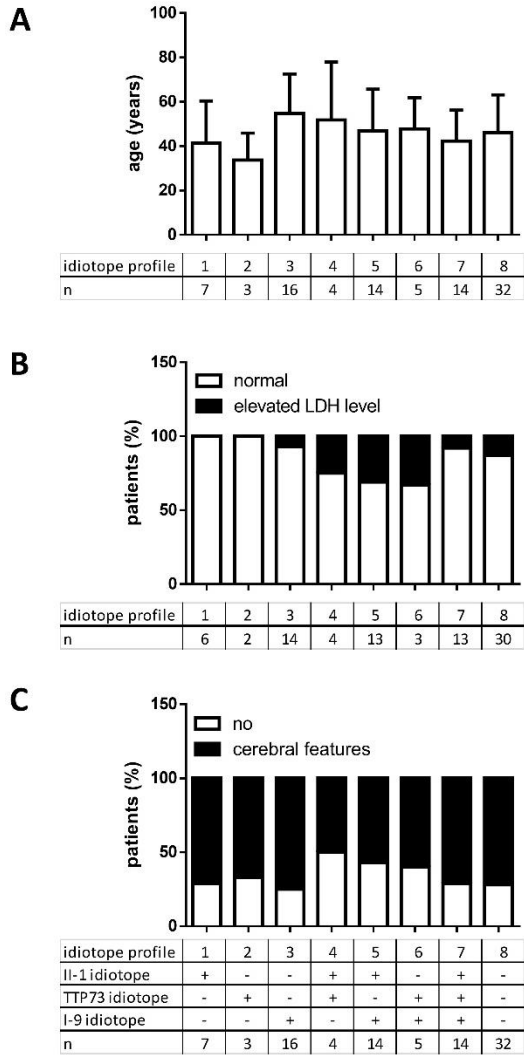 A
100
80
60
40
20
0
age (years)
idiotope profile 1 2 3 4 5 6 7 8
n 7 3 16 4 14 5 14 32
B
150
100
50
0
patients (%)
normal
elevated LDH level
idiotope profile 1 2 3 4 5 6 7 8
n 6 2 14 4 13 3 13 30
C
150
100
50
0
patients (%)
no
cerebral features
idiotope profile 1 2 3 4 5 6 7 8
II-1 idiotope + - - + + - + -
TTP73 idiotope - + - + - + + -
I-9 idiotope - - + - + + + -
n 7 3 16 4 14 5 14 32